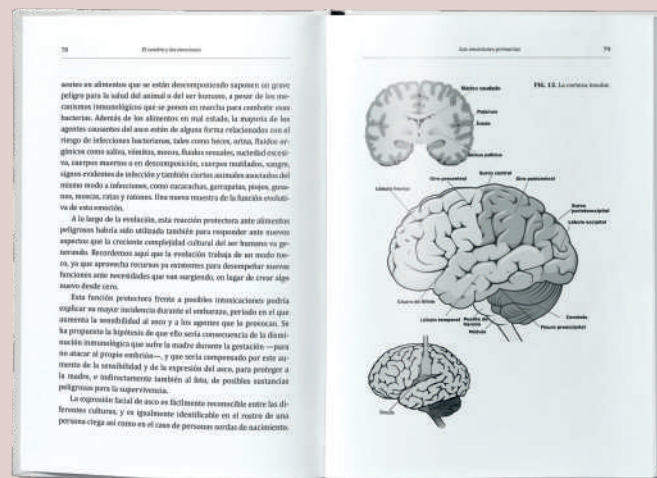 78 El cerebro y las emociones
sentes en alimentos que se están descomponiendo suponen un grave
peligro para la salud del animal o del ser humano, a pesar de los me-
canismos inmunológicos que se ponen en marcha para combatir esas
bacterias. Además de los alimentos en mal estado, la mayoría de los
agentes causantes del asco están de alguna forma relacionados con el
riesgo de infecciones bacterianas, tales como heces, orina, fluidos or-
gánicos como saliva, vómitos, mocos, fluidos sexuales, suciedad excesi-
va, cuerpos muertos o en descomposición, cuerpos mutilados, sangre,
signos evidentes de infección y también ciertos animales asociados del
mismo modo a infecciones, como cucarachas, garrapatas, piojos, gusa-
nos, moscas, ratas y ratones. Una nueva muestra de la función evoluti-
va de esta emoción.
A lo largo de la evolución, esta reacción protectora ante alimentos
peligrosos habría sido utilizado también para responder ante nuevos
aspectos que la creciente complejidad cultural del ser humano va ge-
nerando. Recordemos aquí que la evolución trabaja de un modo tos-
co, ya que aprovecha recursos ya existentes para desempeñar nuevas
funciones ante necesidades que van surgiendo, en lugar de crear algo
nuevo desde cero.
Esta función protectora frente a posibles intoxicaciones podría
explicar su mayor incidencia durante el embarazo, periodo en el que
aumenta la sensibilidad al asco y a los agentes que lo provocan. Se
ha propuesto la hipótesis de que ello sería consecuencia de la dismi-
nución inmunológica que sufre la madre durante la gestación —para
no atacar al propio embrión—, y que sería compensado por este au-
mento de la sensibilidad y de la expresión del asco, para proteger a
la madre, e indirectamente también al feto, de posibles sustancias
peligrosas para la supervivencia.
La expresión facial de asco es fácilmente reconocible entre las di-
ferentes culturas, y es igualmente identificable en el rostro de una
persona ciega así como en el caso de personas sordas de nacimiento.
Las emociones primarias 79
FIG. 13. La corteza insular.
Núcleo caudado
Putamen
Ínsula
Surco central
Giro precentral
Giro postcentral
Lóbulo frontal
Surco
parietooccipital
Lóbulo occipital
Cisura de Silvio
Lóbulo temporal
Puente de
Varolio
Médula
Cerebelo
Fisura preoccipital
Ínsula